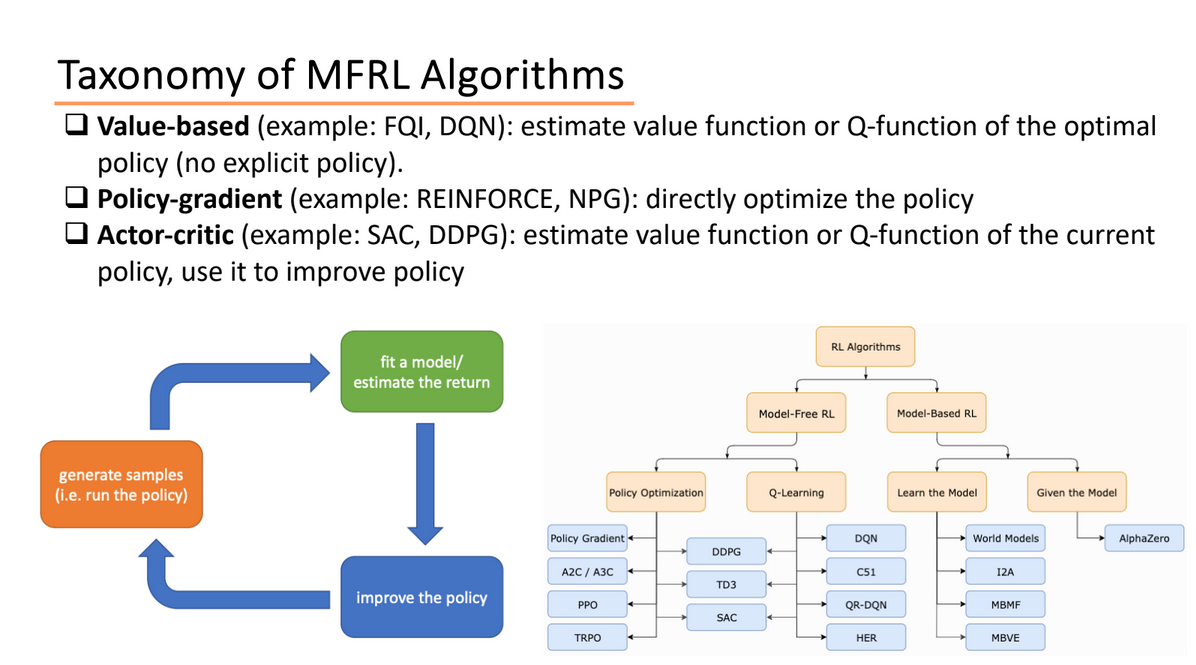 Taxonomy of MFRL Algorithms
❑ Value-based (example: FQI, DQN): estimate value function or Q-function of the optimal
policy (no explicit policy).
❑ Policy-gradient (example: REINFORCE, NPG): directly optimize the policy
❑ Actor-critic (example: SAC, DDPG): estimate value function or Q-function of the current
policy, use it to improve policy
fit a model/
estimate the return
generate samples
(i.e. run the policy)
improve the policy
RL Algorithms
Model-Free RL
Model-Based RL
Policy Optimization
Q-Learning
Learn the Model
Given the Model
Policy Gradient
A2C / A3C
PPO
TRPO
DDPG
TD3
SAC
DQN
C51
QR-DQN
HER
World Models
I2A
MBMF
MBVE
AlphaZero